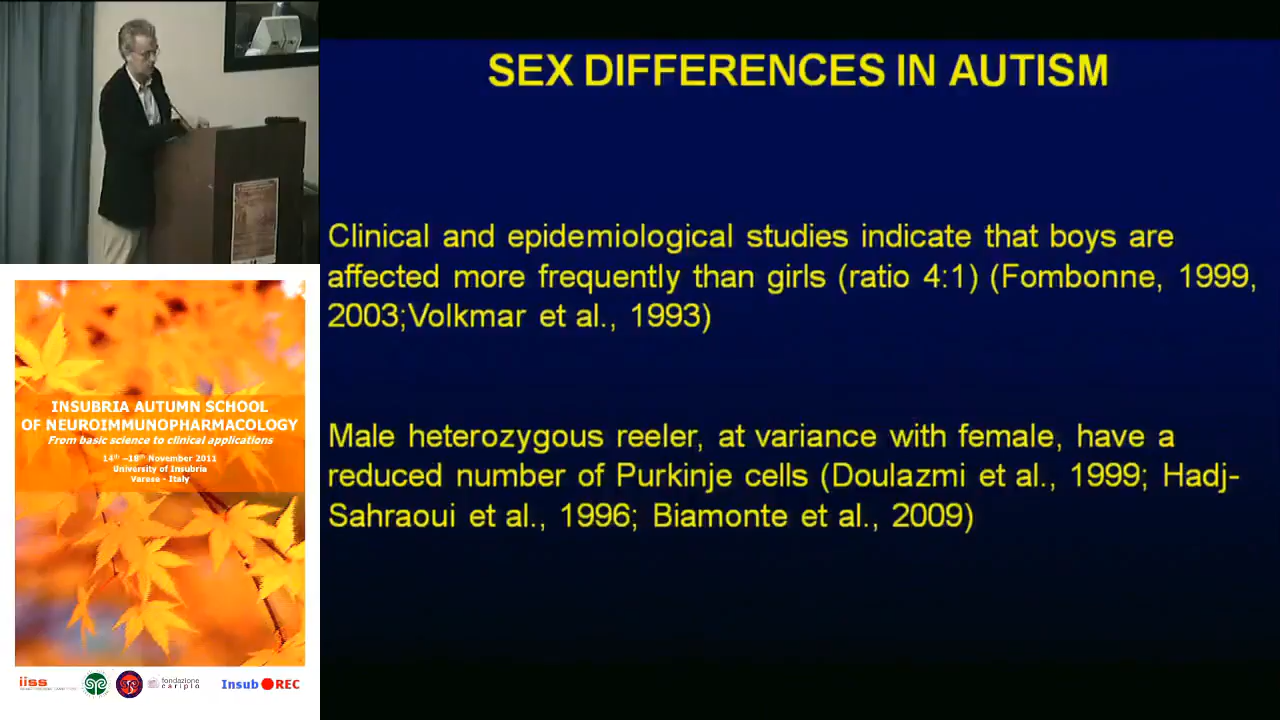 SEX DIFFERENCES IN AUTISM
Clinical and epidemiological studies indicate that boys are
affected more frequently than girls (ratio 4:1) (Fombonne, 1999,
2003;Volkmar et al., 1993)
Male heterozygous reeler, at variance with female, have a
reduced number of Purkinje cells (Doulazmi et al., 1999; Hadj-
Sahraoui et al., 1996; Biamonte et al., 2009)
INSUBRIA AUTUMN SCHOOL
OF NEUROIMMUNOPHARMACOLOGY
From basic science to clinical applications
14th –18th November 2011
University of Insubria
Varese - Italy
iiss
fondazione
cariplo
Insub REC